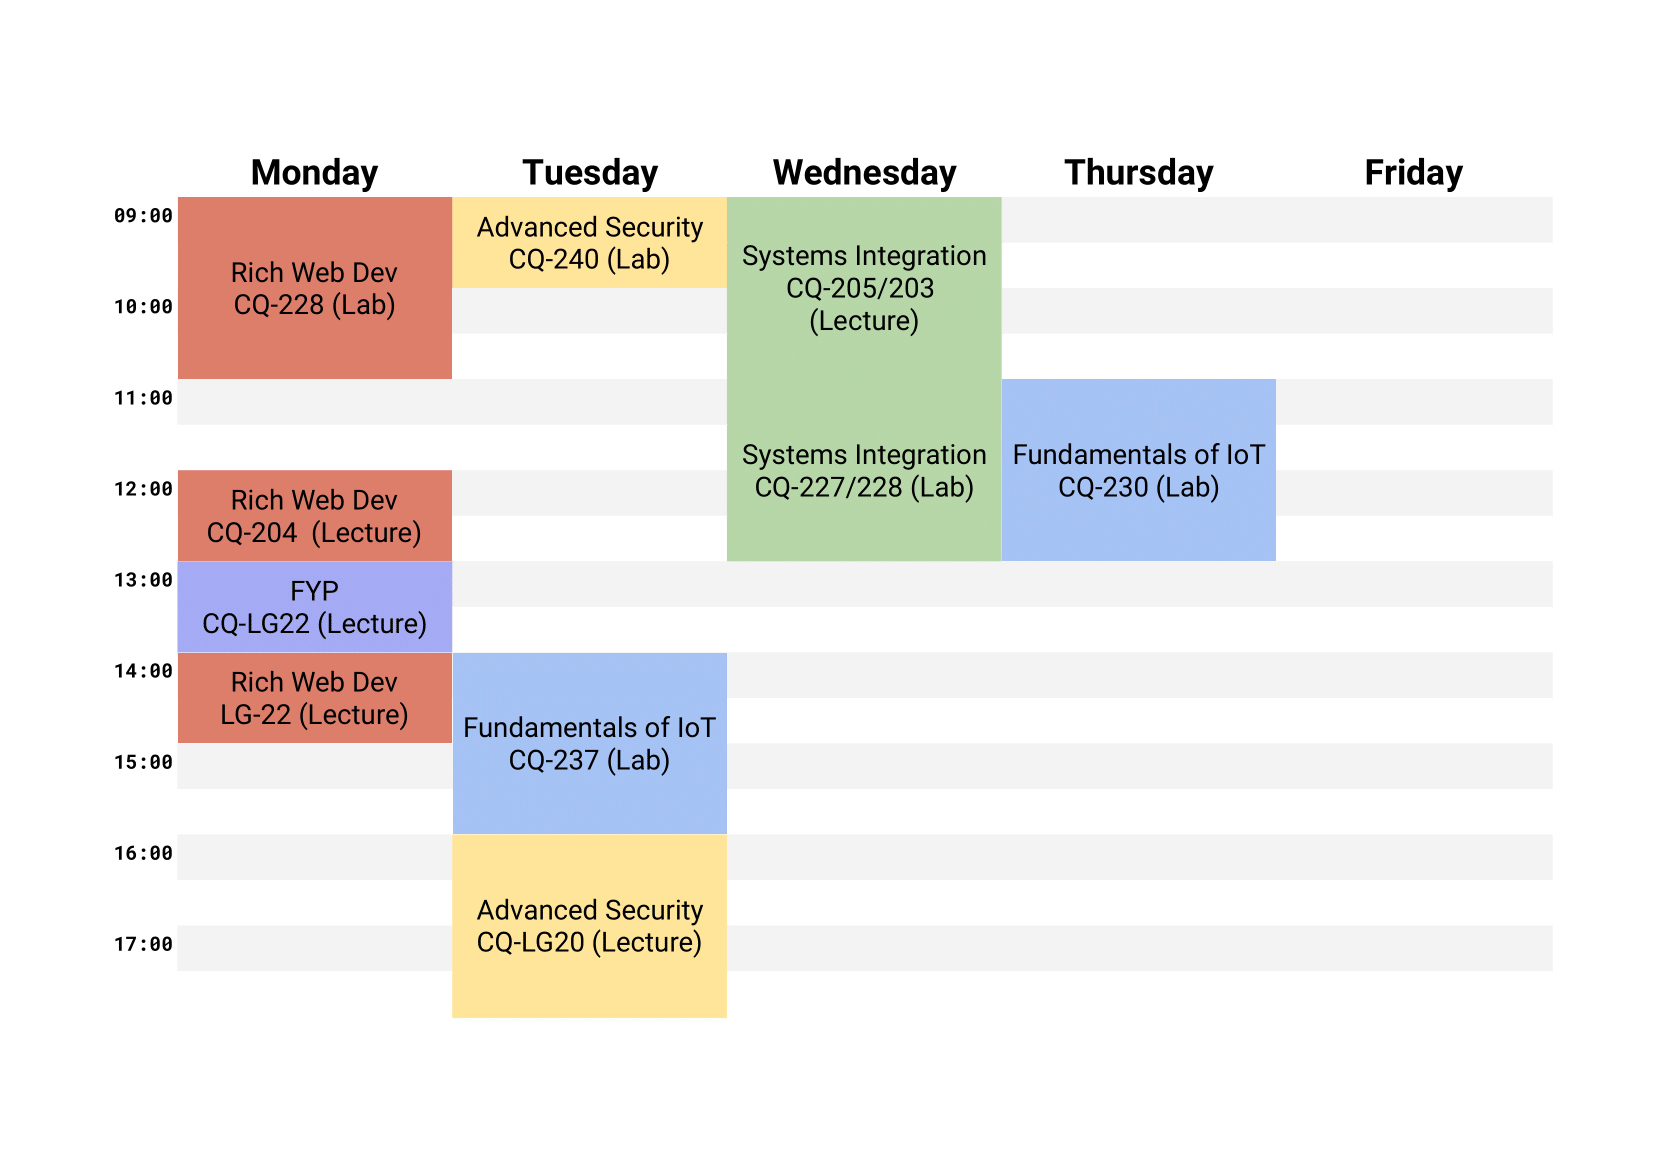 Monday
Tuesday
Wednesday
Thursday
Friday
09:00
Rich Web Dev
CQ-228 (Lab)
Advanced Security
CQ-240 (Lab)
Systems Integration
CQ-205/203
(Lecture)
10:00
11:00
Systems Integration
CQ-227/228 (Lab)
Fundamentals of IoT
CQ-230 (Lab)
12:00
Rich Web Dev
CQ-204  (Lecture)
13:00
FYP
CQ-LG22 (Lecture)
14:00
Rich Web Dev
LG-22 (Lecture)
Fundamentals of IoT
CQ-237 (Lab)
15:00
16:00
Advanced Security
CQ-LG20 (Lecture)
17:00